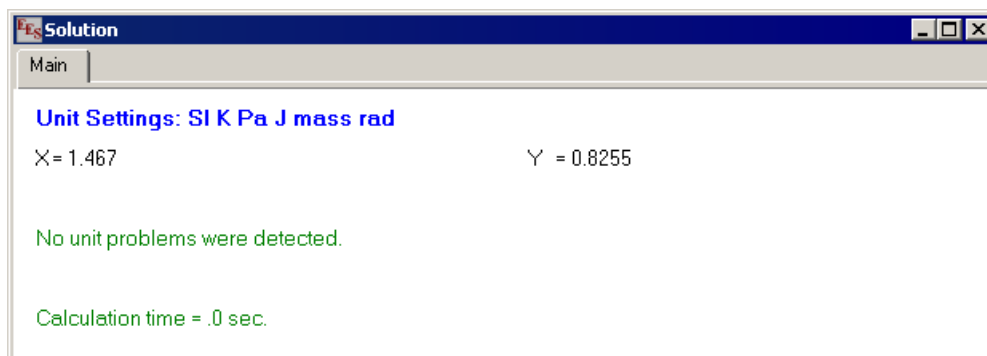 EES Solution
Main
Unit Settings: SI K Pa J mass rad
X = 1.467 Y = 0.8255
No unit problems were detected.
Calculation time = .0 sec.